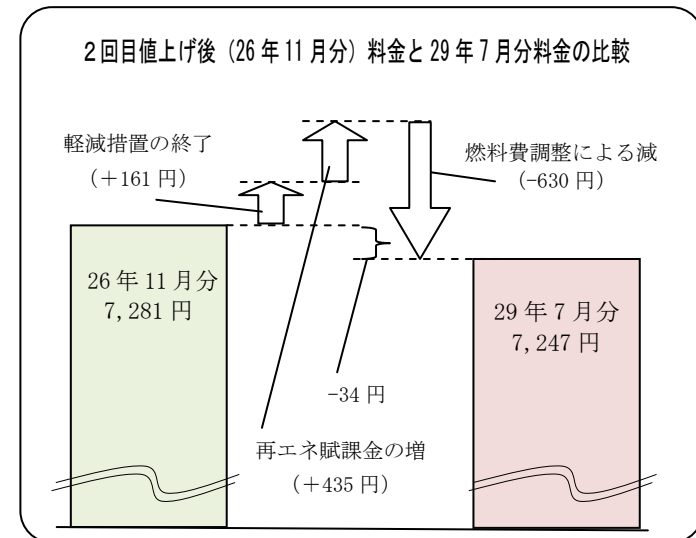 2回目値上げ後（26年11月分）料金と29年7月分料金の比較
軽減措置の終了
（＋161円）
燃料費調整による減
（-630円）
26年11月分
7,281円
29年7月分
7,247円
-34円
再エネ賦課金の増
（＋435円）